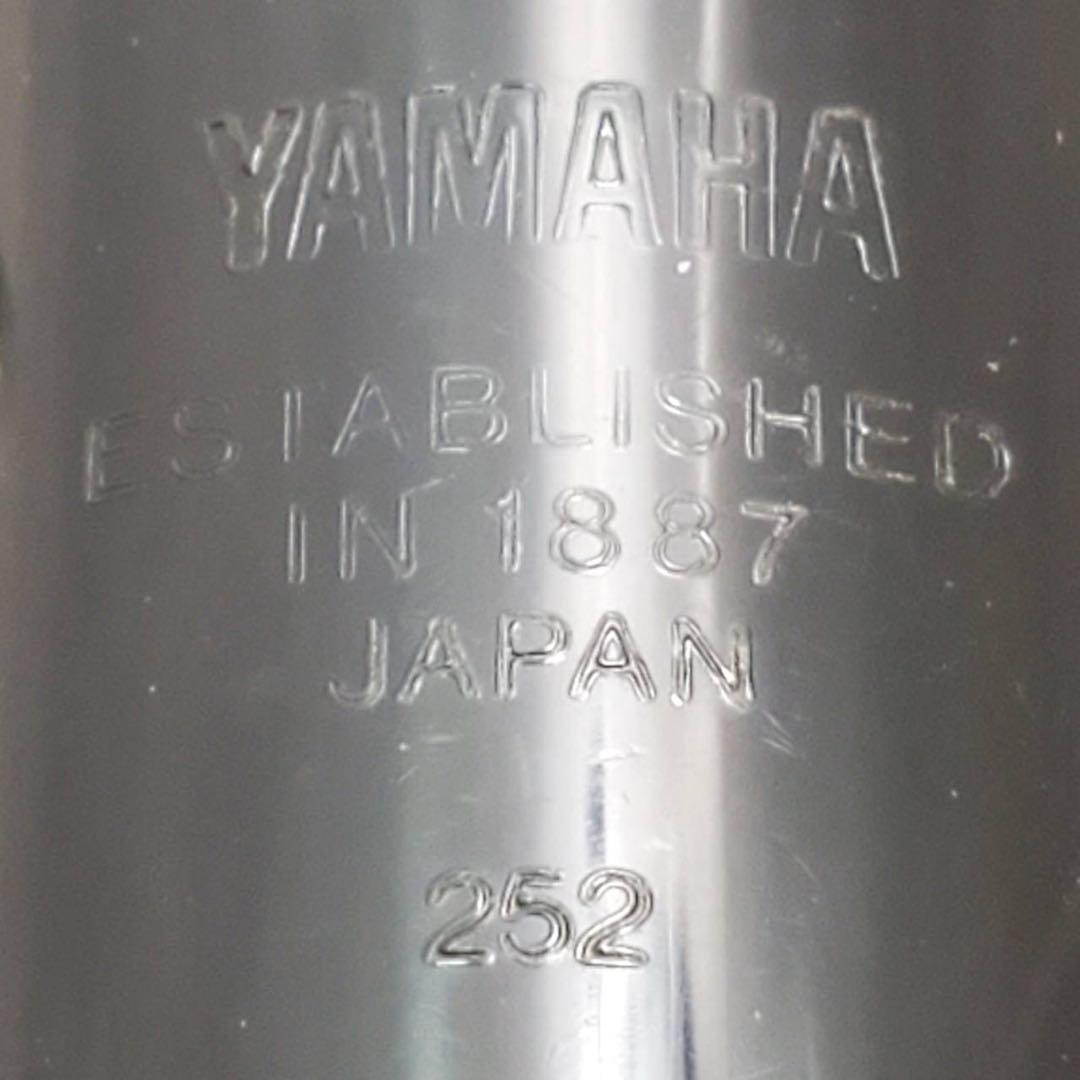 YAMAHA
ESTABLISHED
IN 1887
JAPAN
252